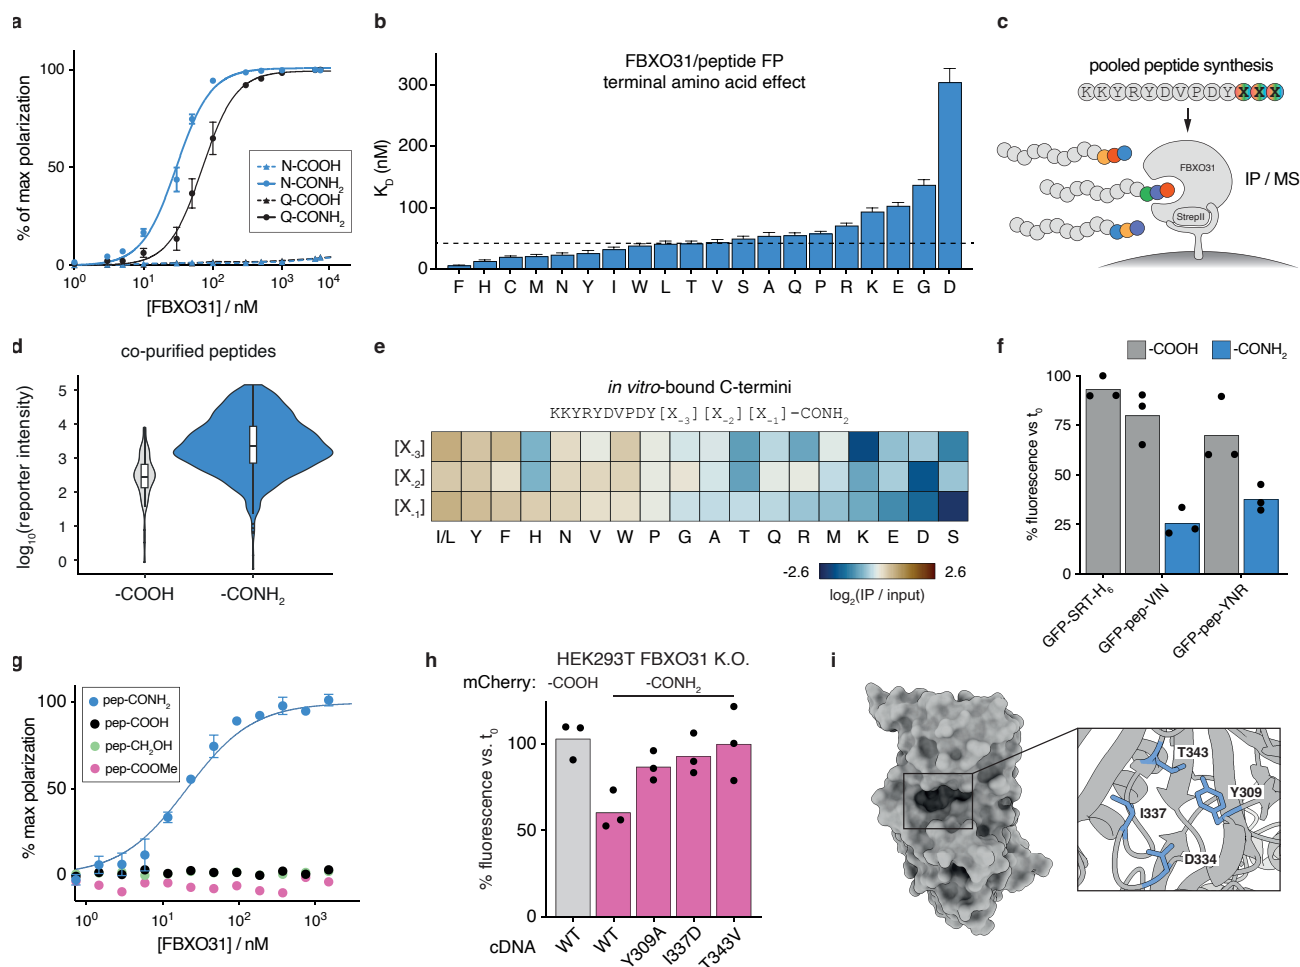 a
100
50
0
% of max polarization
N-COOH
N-CONH2
Q-COOH
Q-CONH2
10^0 10^1 10^2 10^3 10^4
[FBXO31] / nM
b
FBXO31/peptide FP
terminal amino acid effect
300
200
100
0
K_D (nM)
F H C M N Y I W L T V S A Q P R K E G D
c
pooled peptide synthesis
K K Y R Y D V P D Y X X X
FBXO31
StrepII
IP / MS
d
co-purified peptides
5
4
3
2
1
0
log10(reporter intensity)
-COOH -CONH2
e
in vitro-bound C-termini
KKYRYDVPDY[X-3][X-2][X-1]-CONH2
[X-3]
[X-2]
[X-1]
I/L Y F H N V W P G A T Q R M K E D S
-2.6 2.6
log2(IP / input)
f
-COOH -CONH2
100
75
50
25
0
% fluorescence vs t0
GFP-SRT-H6
GFP-pep-VIN
GFP-pep-YNR
g
100
50
0
% max polarization
pep-CONH2
pep-COOH
pep-CH2OH
pep-COOMe
10^0 10^1 10^2 10^3
[FBXO31] / nM
h
HEK293T FBXO31 K.O.
mCherry: -COOH -CONH2
100
50
0
% fluorescence vs. t0
cDNA WT WT Y309A I337D T343V
i
T343
Y309
I337
D334